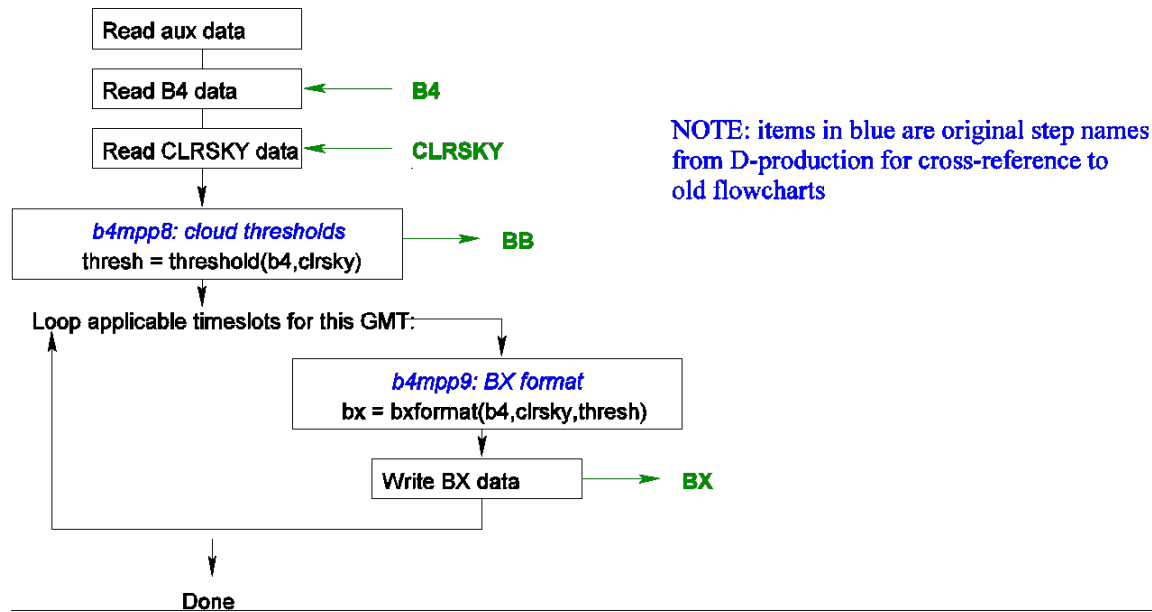 Read aux data
Read B4 data
B4
Read CLRSKY data
CLRSKY
NOTE: items in blue are original step names
from D-production for cross-reference to
old flowcharts
b4mpp8: cloud thresholds
thresh = threshold(b4,clrsky)
BB
Loop applicable timeslots for this GMT:
b4mpp9: BX format
bx = bxformat(b4,clrsky,thresh)
Write BX data
BX
Done